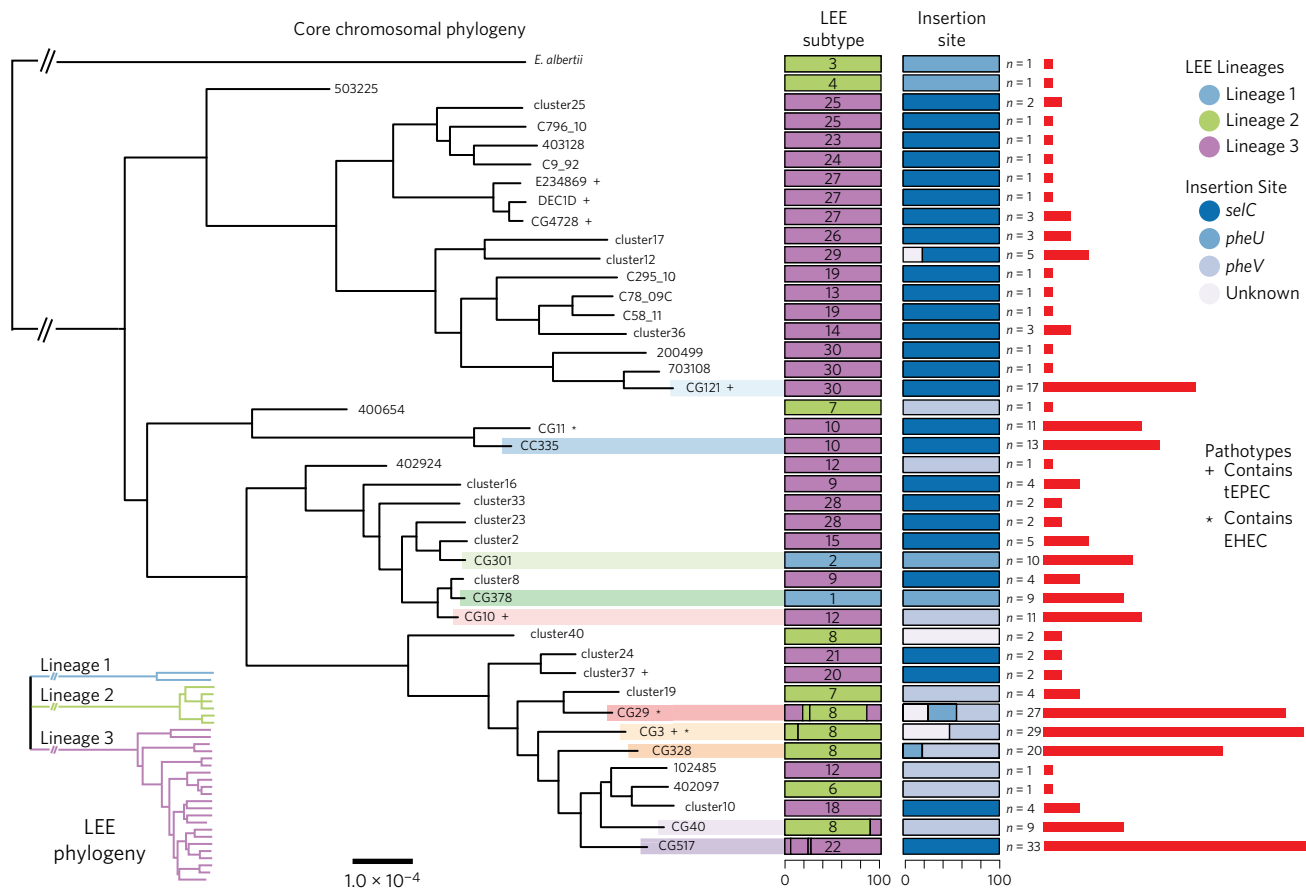 Core chromosomal phylogeny
LEE
subtype
Insertion
site
E. albertii 3 n = 1
503225 4 n = 1
cluster25 25 n = 2
C796_10 25 n = 1
403128 23 n = 1
C9_92 24 n = 1
E234869 + 27 n = 1
DEC1D + 27 n = 1
CG4728 + 27 n = 3
cluster17 26 n = 3
cluster12 29 n = 5
C295_10 19 n = 1
C78_09C 13 n = 1
C58_11 19 n = 1
cluster36 14 n = 3
200499 30 n = 1
703108 30 n = 1
CG121 + 30 n = 17
400654 7 n = 1
CG11 * 10 n = 11
CC335 10 n = 13
402924 12 n = 1
cluster16 9 n = 4
cluster33 28 n = 2
cluster23 28 n = 2
cluster2 15 n = 5
CG301 2 n = 10
cluster8 9 n = 4
CG378 1 n = 9
CG10 + 12 n = 11
cluster40 8 n = 2
cluster24 21 n = 2
cluster37 + 20 n = 2
cluster19 7 n = 4
CG29 * 8 n = 27
CG3 + * 8 n = 29
CG328 8 n = 20
102485 12 n = 1
402097 6 n = 1
cluster10 18 n = 4
CG40 8 n = 9
CG517 22 n = 33
0 100
0 100
LEE Lineages
Lineage 1
Lineage 2
Lineage 3
Insertion Site
selC
pheU
pheV
Unknown
Pathotypes
+ Contains
tEPEC
* Contains
EHEC
Lineage 1
Lineage 2
Lineage 3
LEE
phylogeny
1.0 × 10⁻⁴